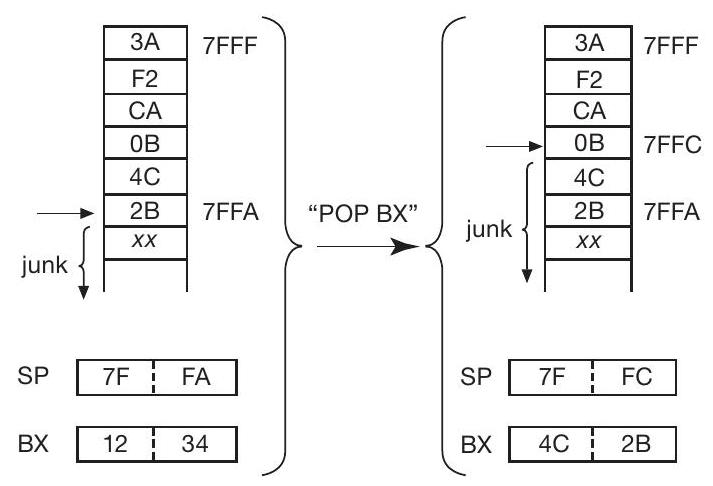 3A 7FFF
F2
CA
0B
4C
2B 7FFA
xx
junk
SP 7F FA
BX 12 34
“POP BX”
3A 7FFF
F2
CA
0B 7FFC
4C
2B 7FFA
junk
xx
SP 7F FC
BX 4C 2B